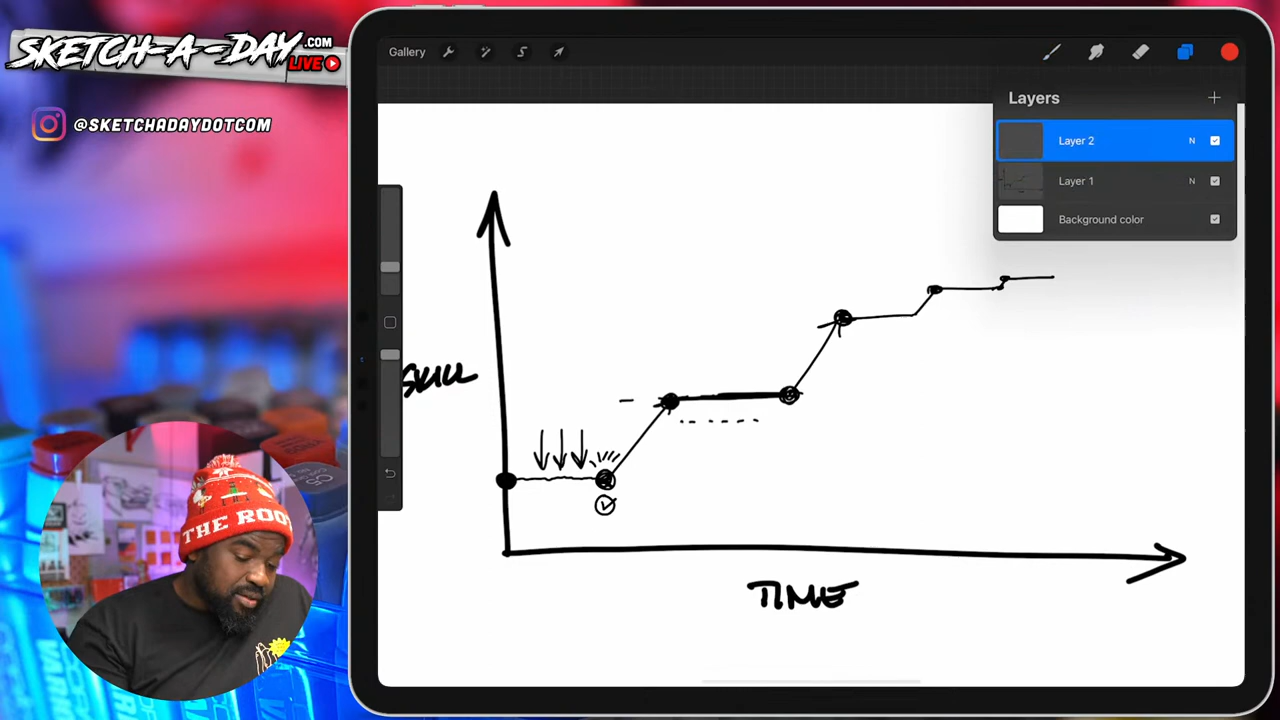 SKETCH-A-DAY.COM
LIVE
@SKETCHADAYDOTCOM
Gallery
Layers
Layer 2
N
Layer 1
N
Background color
SKILL
TIME
THE ROO